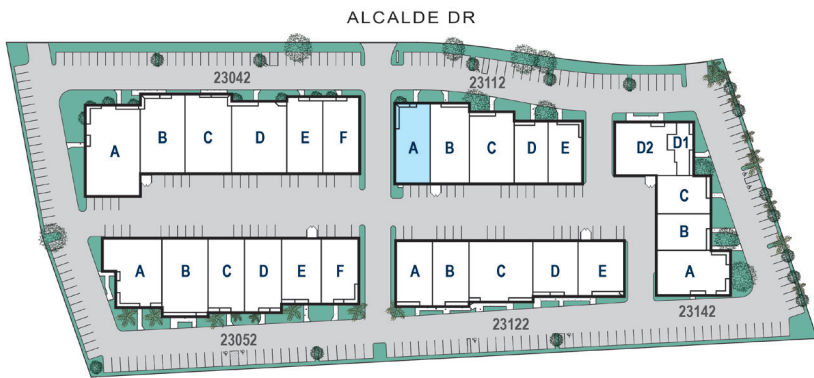 ALCALDE DR
23042
23112
A B C D E F
A B C D E
D2 D1
C
B
A
A B C D E F
A B C D E
23052
23122
23142